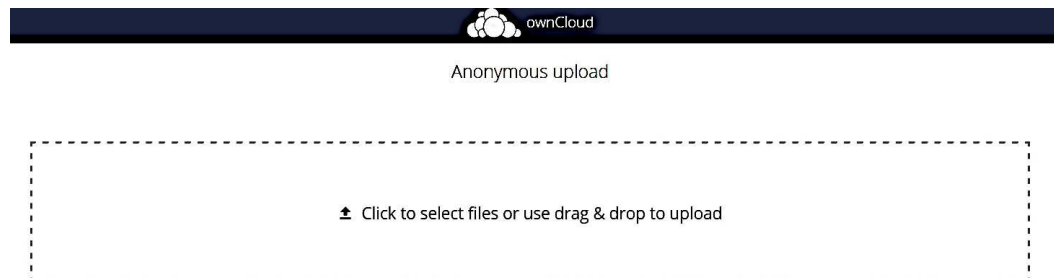 ownCloud
Anonymous upload
Click to select files or use drag & drop to upload